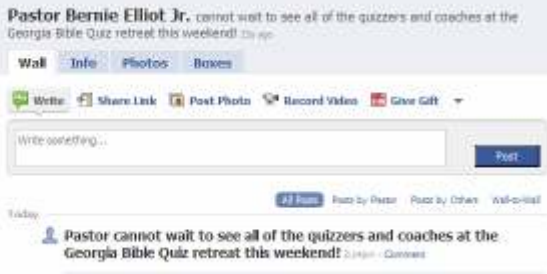 Pastor Bernie Elliot Jr. cannot wait to see all of the quizzers and coaches at the
Georgia Bible Quiz retreat this weekend!
Wall Info Photos Boxes
Write Share Link Post Photo Record Video Give Gift
Write something...
Post
All Posts Posts by Pastor Posts by Others Wall-to-Wall
Today
Pastor cannot wait to see all of the quizzers and coaches at the
Georgia Bible Quiz retreat this weekend! Comment